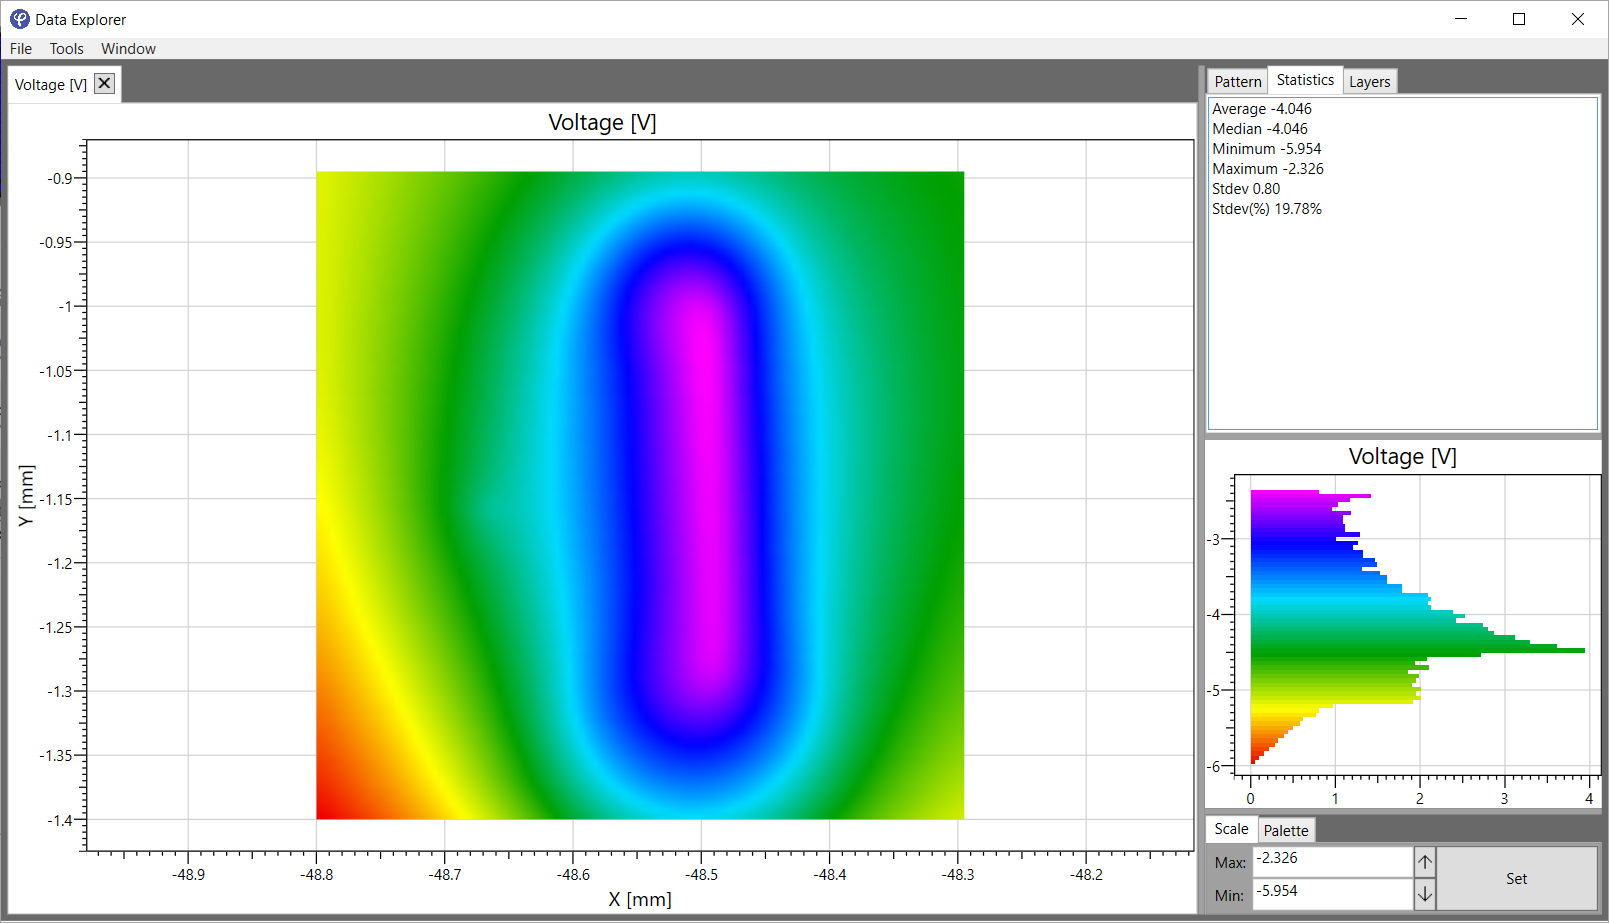 Data Explorer
File Tools Window
Voltage [V]
Voltage [V]
-0.9
-0.95
-1
-1.05
-1.1
-1.15
-1.2
-1.25
-1.3
-1.35
-1.4
Y [mm]
-48.9 -48.8 -48.7 -48.6 -48.5 -48.4 -48.3 -48.2
X [mm]
Pattern Statistics Layers
Average -4.046
Median -4.046
Minimum -5.954
Maximum -2.326
Stdev 0.80
Stdev(%) 19.78%
Voltage [V]
-3
-4
-5
-6
0 1 2 3 4
Scale Palette
Max: -2.326
Min: -5.954
Set